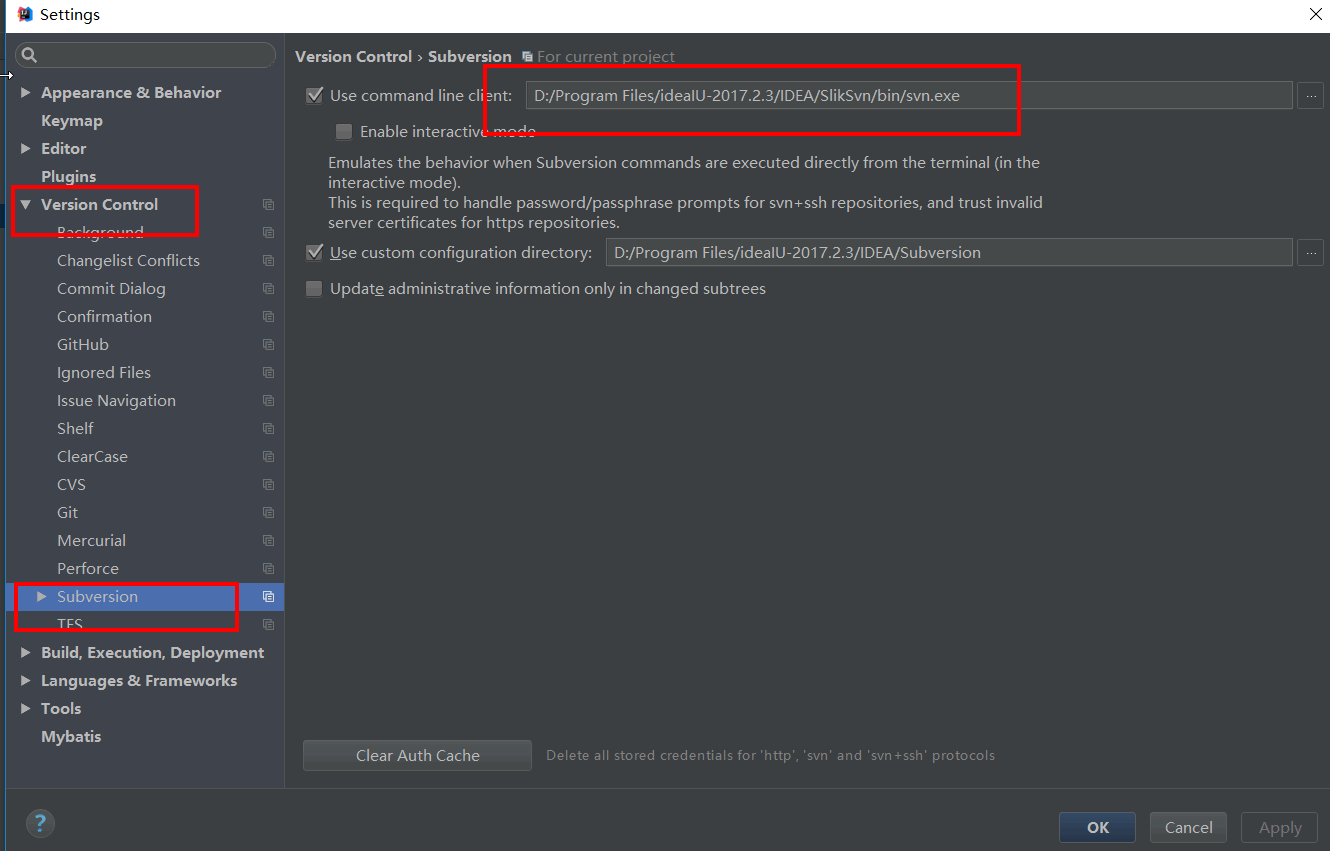 Settings
Version Control › Subversion For current project
Appearance & Behavior
Keymap
Editor
Plugins
Version Control
Background
Changelist Conflicts
Commit Dialog
Confirmation
GitHub
Ignored Files
Issue Navigation
Shelf
ClearCase
CVS
Git
Mercurial
Perforce
Subversion
TFS
Build, Execution, Deployment
Languages & Frameworks
Tools
Mybatis
Use command line client: D:/Program Files/ideaIU-2017.2.3/IDEA/SlikSvn/bin/svn.exe ...
Enable interactive mode
Emulates the behavior when Subversion commands are executed directly from the terminal (in the
interactive mode).
This is required to handle password/passphrase prompts for svn+ssh repositories, and trust invalid
server certificates for https repositories.
Use custom configuration directory: D:/Program Files/ideaIU-2017.2.3/IDEA/Subversion ...
Update administrative information only in changed subtrees
Clear Auth Cache Delete all stored credentials for 'http', 'svn' and 'svn+ssh' protocols
? OK Cancel Apply